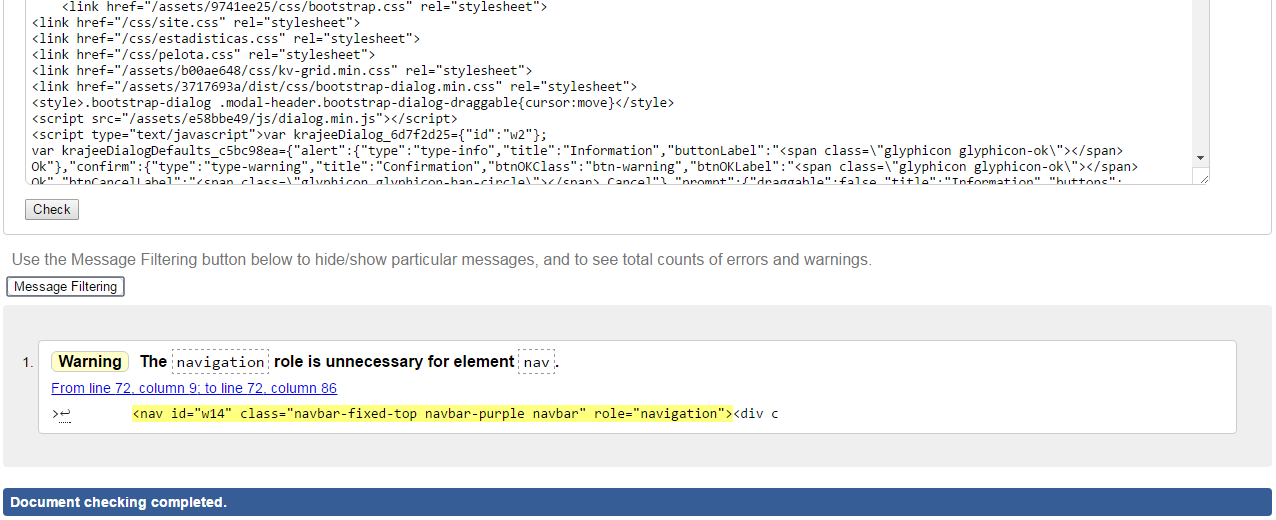 <link href="/assets/9741ee25/css/bootstrap.css" rel="stylesheet">
<link href="/css/site.css" rel="stylesheet">
<link href="/css/estadisticas.css" rel="stylesheet">
<link href="/css/pelota.css" rel="stylesheet">
<link href="/assets/b00ae648/css/kv-grid.min.css" rel="stylesheet">
<link href="/assets/3717693a/dist/css/bootstrap-dialog.min.css" rel="stylesheet">
<style>.bootstrap-dialog .modal-header.bootstrap-dialog-draggable{cursor:move}</style>
<script src="/assets/e58bbe49/js/dialog.min.js"></script>
<script type="text/javascript">var krajeeDialog_6d7f2d25={"id":"w2"};
var krajeeDialogDefaults_c5bc98ea={"alert":{"type":"type-info","title":"Information","buttonLabel":"<span class=\"glyphicon glyphicon-ok\"></span>
Ok"},"confirm":{"type":"type-warning","title":"Confirmation","btnOKClass":"btn-warning","btnOKLabel":"<span class=\"glyphicon glyphicon-ok\"></span>
Ok","btnCancelLabel":"<span class=\"glyphicon glyphicon-ban-circle\"></span> Cancel"},"prompt":{"draggable":false,"title":"Information","buttons":
Check
Use the Message Filtering button below to hide/show particular messages, and to see total counts of errors and warnings.
Message Filtering
1. Warning The navigation role is unnecessary for element nav.
From line 72, column 9; to line 72, column 86
>↩ <nav id="w14" class="navbar-fixed-top navbar-purple navbar" role="navigation"><div c
Document checking completed.